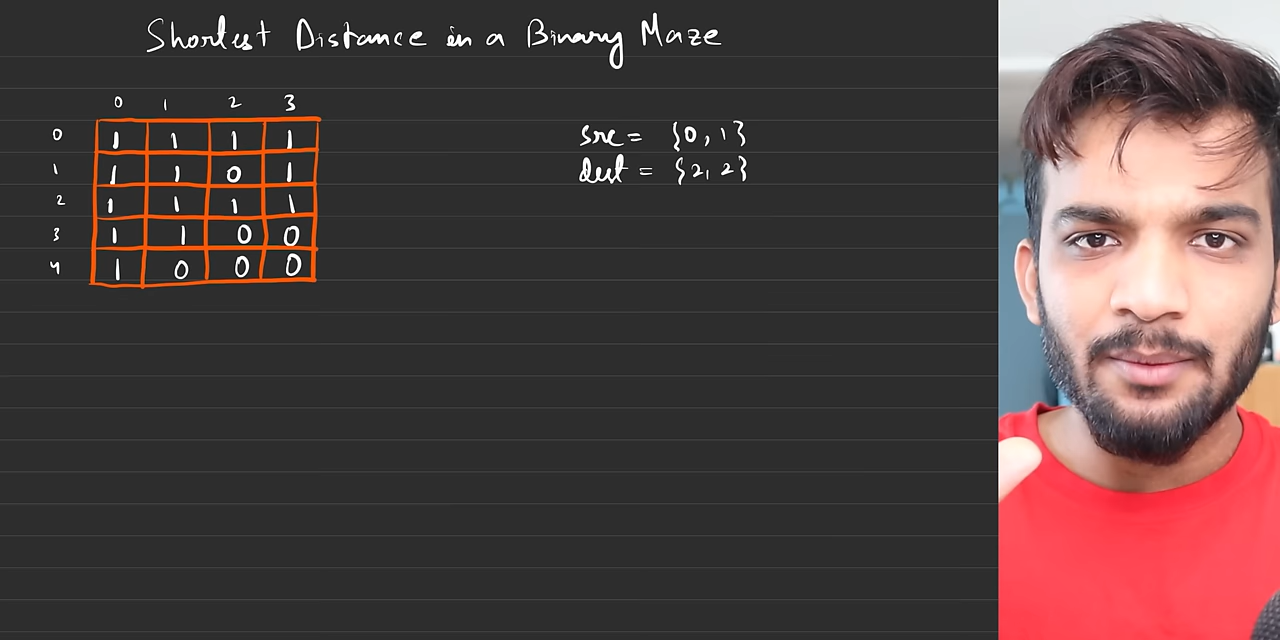 Shortest Distance in a Binary Maze
0 1 2 3
0 1 1 1 1
1 1 1 0 1
2 1 1 1 1
3 1 1 0 0
4 1 0 0 0
src = {0, 1}
dest = {2, 2}